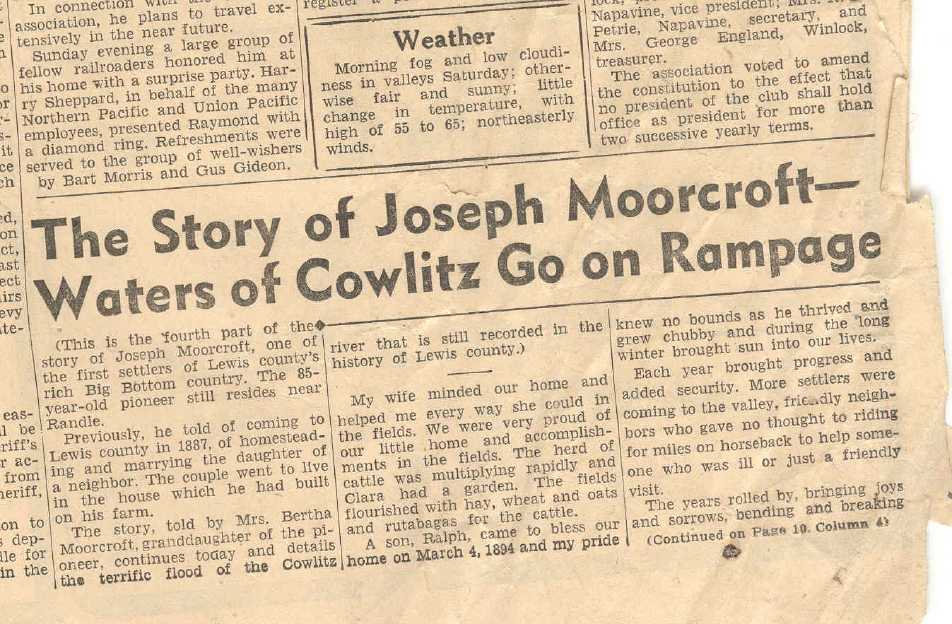 In connection with
association, he plans to travel ex-
tensively in the near future.
Sunday evening a large group of
fellow railroaders honored him at
his home with a surprise party. Har-
ry Sheppard, in behalf of the many
Northern Pacific and Union Pacific
employees, presented Raymond with
a diamond ring. Refreshments were
served to the group of well-wishers
by Bart Morris and Gus Gideon.
Weather
Morning fog and low cloudi-
ness in valleys Saturday; other-
wise fair and sunny; little
change in temperature, with
high of 55 to 65; northeasterly
winds.
Napavine, vice president; Mrs.
Petrie, Napavine, secretary, and
Mrs. George England, Winlock,
treasurer.
The association voted to amend
the constitution to the effect that
no president of the club shall hold
office as president for more than
two successive yearly terms.
The Story of Joseph Moorcroft—
Waters of Cowlitz Go on Rampage
(This is the fourth part of the
story of Joseph Moorcroft, one of
the first settlers of Lewis county's
rich Big Bottom country. The 85-
year-old pioneer still resides near
Randle.
Previously, he told of coming to
Lewis county in 1887, of homestead-
ing and marrying the daughter of
a neighbor. The couple went to live
in the house which he had built
on his farm.
The story, told by Mrs. Bertha
Moorcroft, granddaughter of the pi-
oneer, continues today and details
the terrific flood of the Cowlitz
river that is still recorded in the
history of Lewis county.)
My wife minded our home and
helped me every way she could in
the fields. We were very proud of
our little home and accomplish-
ments in the fields. The herd of
cattle was multiplying rapidly and
Clara had a garden. The fields
flourished with hay, wheat and oats
and rutabagas for the cattle.
A son, Ralph, came to bless our
home on March 4, 1894 and my pride
knew no bounds as he thrived and
grew chubby and during the long
winter brought sun into our lives.
Each year brought progress and
added security. More settlers were
coming to the valley, friendly neigh-
bors who gave no thought to riding
for miles on horseback to help some-
one who was ill or just a friendly
visit.
The years rolled by, bringing joys
and sorrows, bending and breaking
(Continued on Page 10, Column 4)